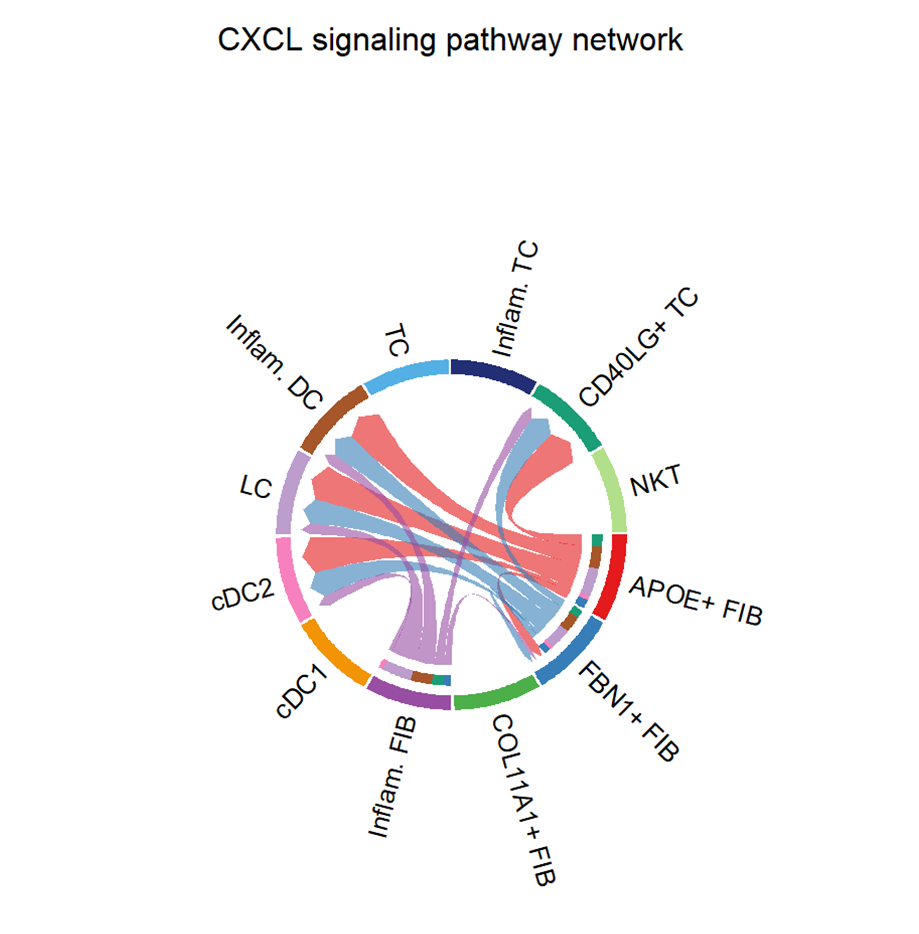 CXCL signaling pathway network
Inflam. TC
CD40LG+ TC
TC
Inflam. DC
NKT
LC
APOE+ FIB
cDC2
FBN1+ FIB
cDC1
Inflam. FIB
COL11A1+ FIB